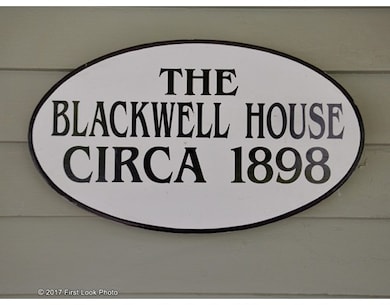 THE
BLACKWELL HOUSE
CIRCA 1898
© 2017 First Look Photo